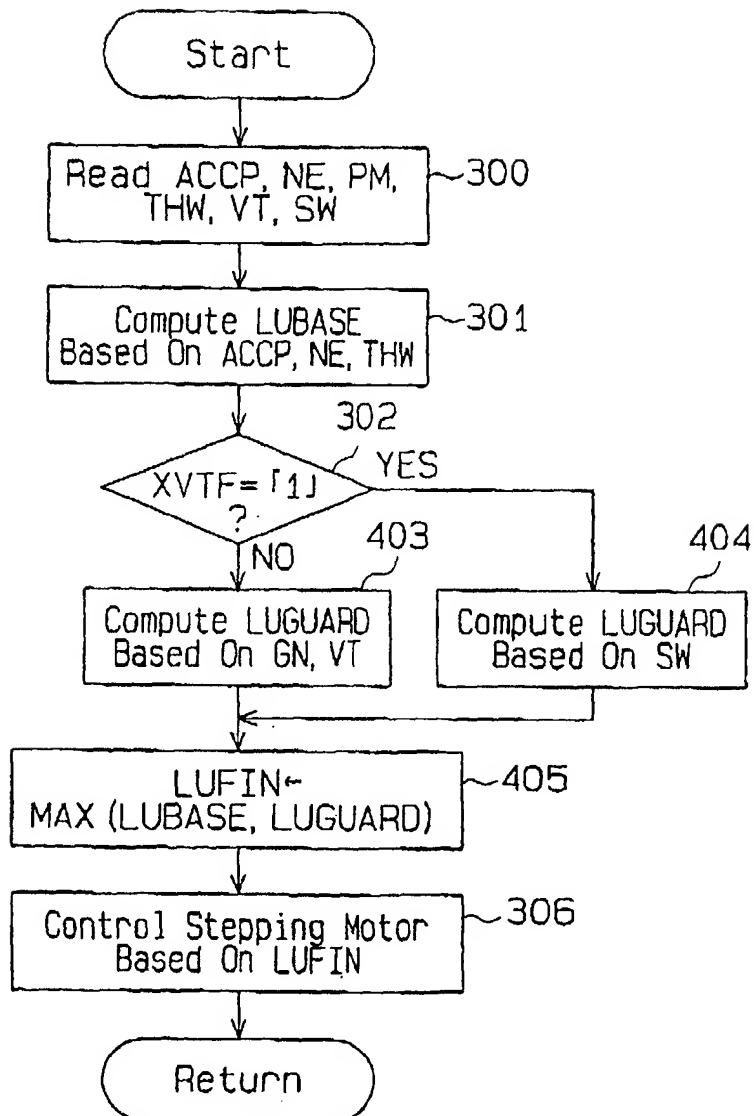 Start
Read ACCP, NE, PM,
THW, VT, SW
300
Compute LUBASE
Based On ACCP, NE, THW
301
302
XVTF=「1」
?
YES
NO
403
Compute LUGUARD
Based On GN, VT
404
Compute LUGUARD
Based On SW
LUFIN←
MAX (LUBASE, LUGUARD)
405
Control Stepping Motor
Based On LUFIN
306
Return